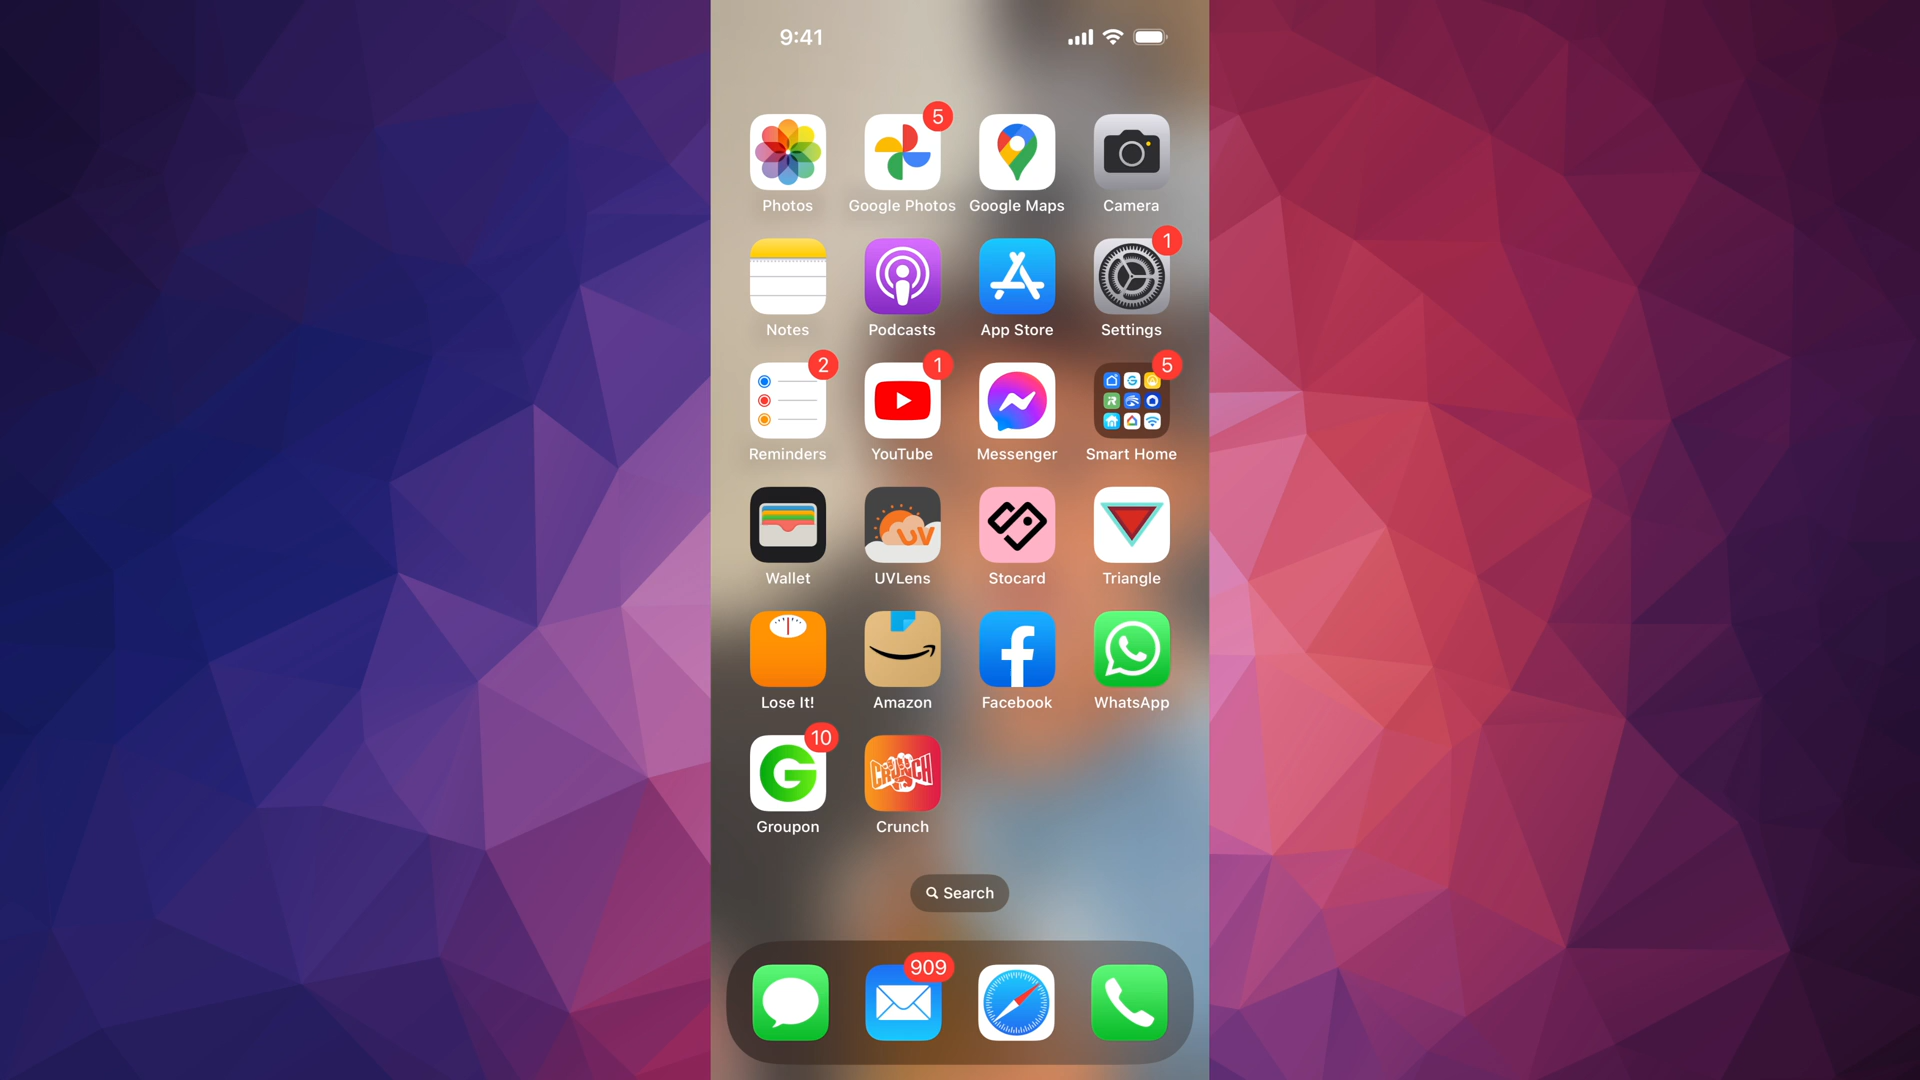 9:41
5
Photos Google Photos Google Maps Camera
1
Notes Podcasts App Store Settings
2 1 5
Reminders YouTube Messenger Smart Home
UV
Wallet UVLens Stocard Triangle
Lose It! Amazon Facebook WhatsApp
10
CRUNCH
Groupon Crunch
Search
909